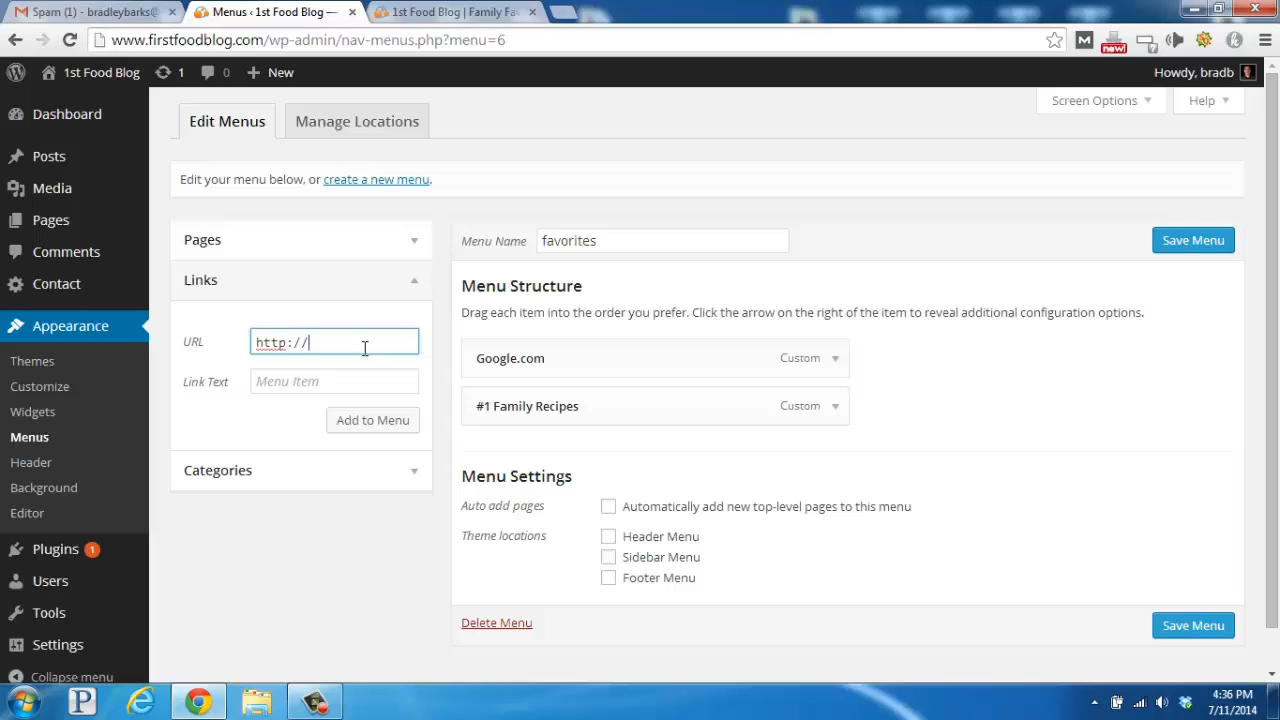 Spam (1) - bradleybarks@
Menus ‹ 1st Food Blog —
1st Food Blog | Family Fa
www.firstfoodblog.com/wp-admin/nav-menus.php?menu=6
M
new!
1st Food Blog
1
0
New
Howdy, bradb
Dashboard
Posts
Media
Pages
Comments
Contact
Appearance
Themes
Customize
Widgets
Menus
Header
Background
Editor
Plugins 1
Users
Tools
Settings
Collapse menu
Screen Options
Help
Edit Menus
Manage Locations
Edit your menu below, or create a new menu.
Pages
Links
URL
http://
Link Text
Menu Item
Add to Menu
Categories
Menu Name
favorites
Save Menu
Menu Structure
Drag each item into the order you prefer. Click the arrow on the right of the item to reveal additional configuration options.
Google.com
Custom
#1 Family Recipes
Custom
Menu Settings
Auto add pages
Automatically add new top-level pages to this menu
Theme locations
Header Menu
Sidebar Menu
Footer Menu
Delete Menu
Save Menu
P
4:36 PM
7/11/2014